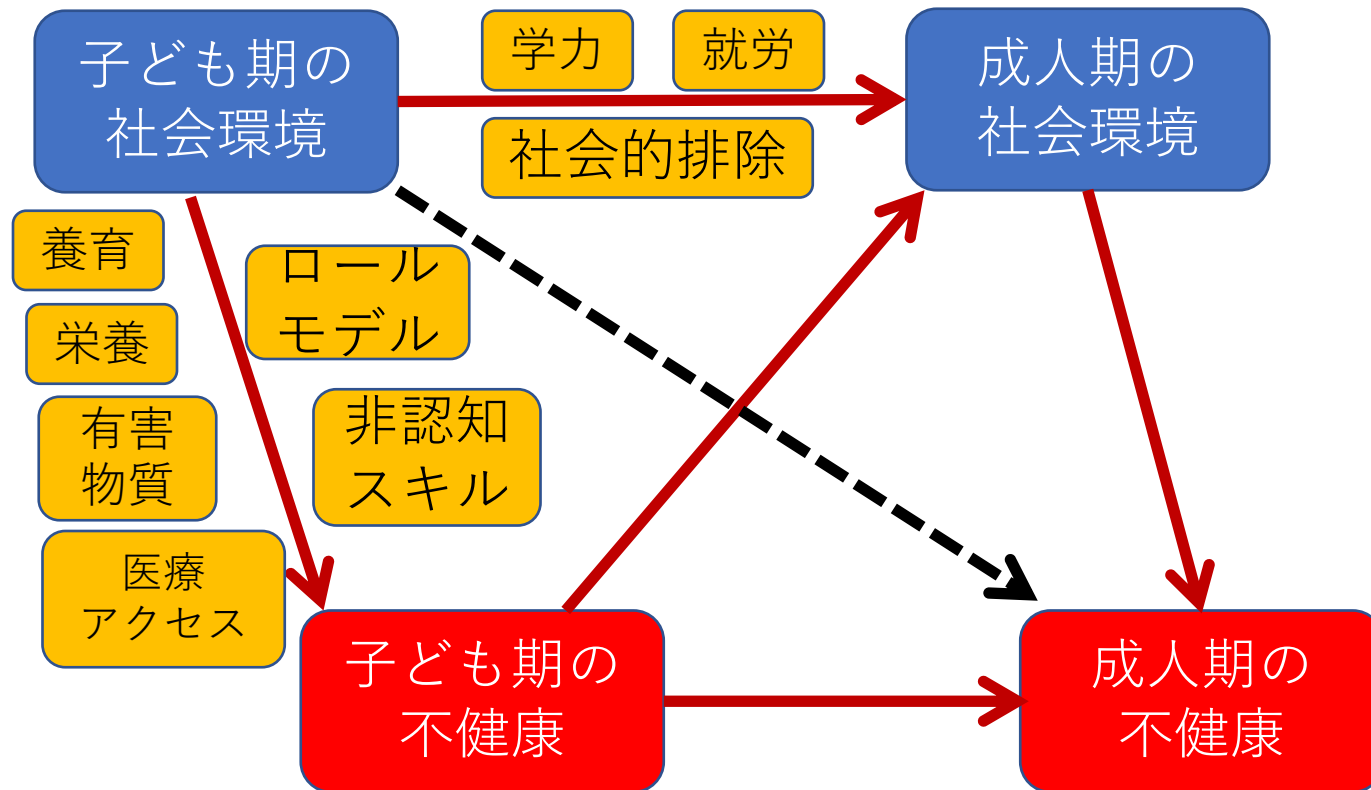 子ども期の
社会環境
学力
就労
社会的排除
成人期の
社会環境
養育
栄養
有害
物質
医療
アクセス
ロール
モデル
非認知
スキル
子ども期の
不健康
成人期の
不健康